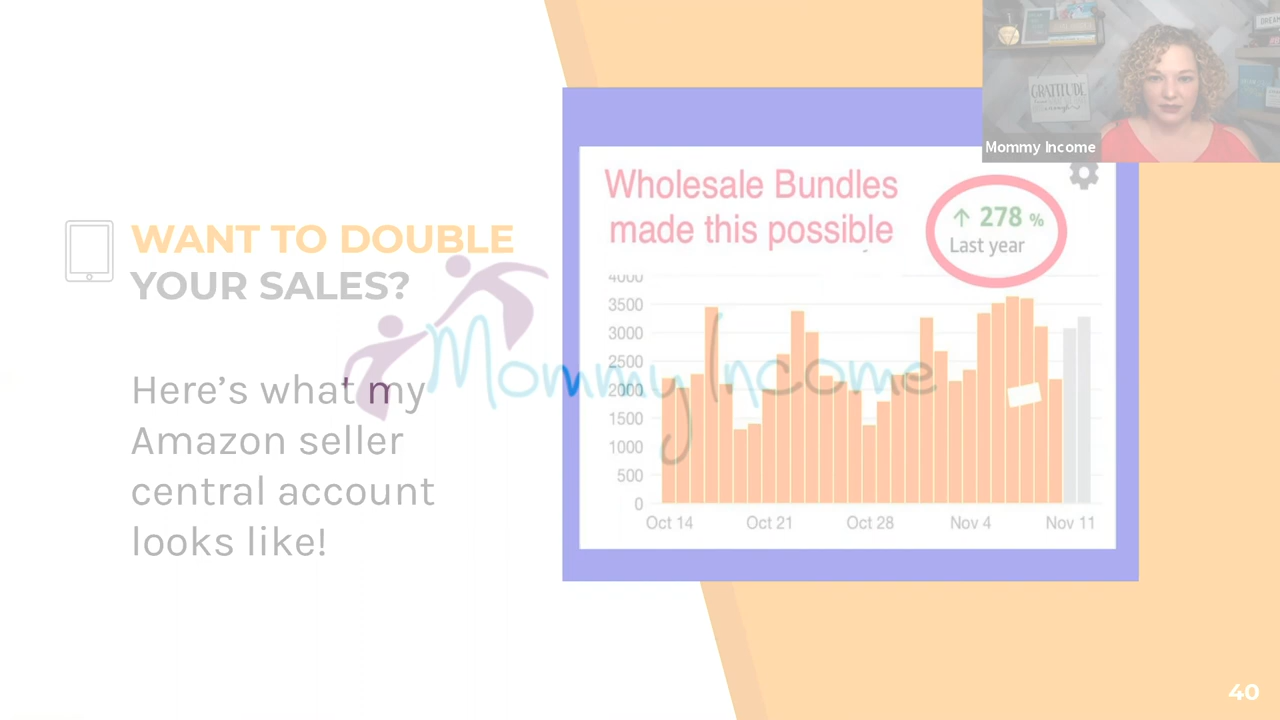 WANT TO DOUBLE
YOUR SALES?
Here's what my
Amazon seller
central account
looks like!
Wholesale Bundles
made this possible
↑ 278 %
Last year
4000
3500
3000
2500
2000
1500
1000
500
0
Oct 14
Oct 21
Oct 28
Nov 4
Nov 11
Mommy Income
GRATITUDE
enough
Mommy Income
40